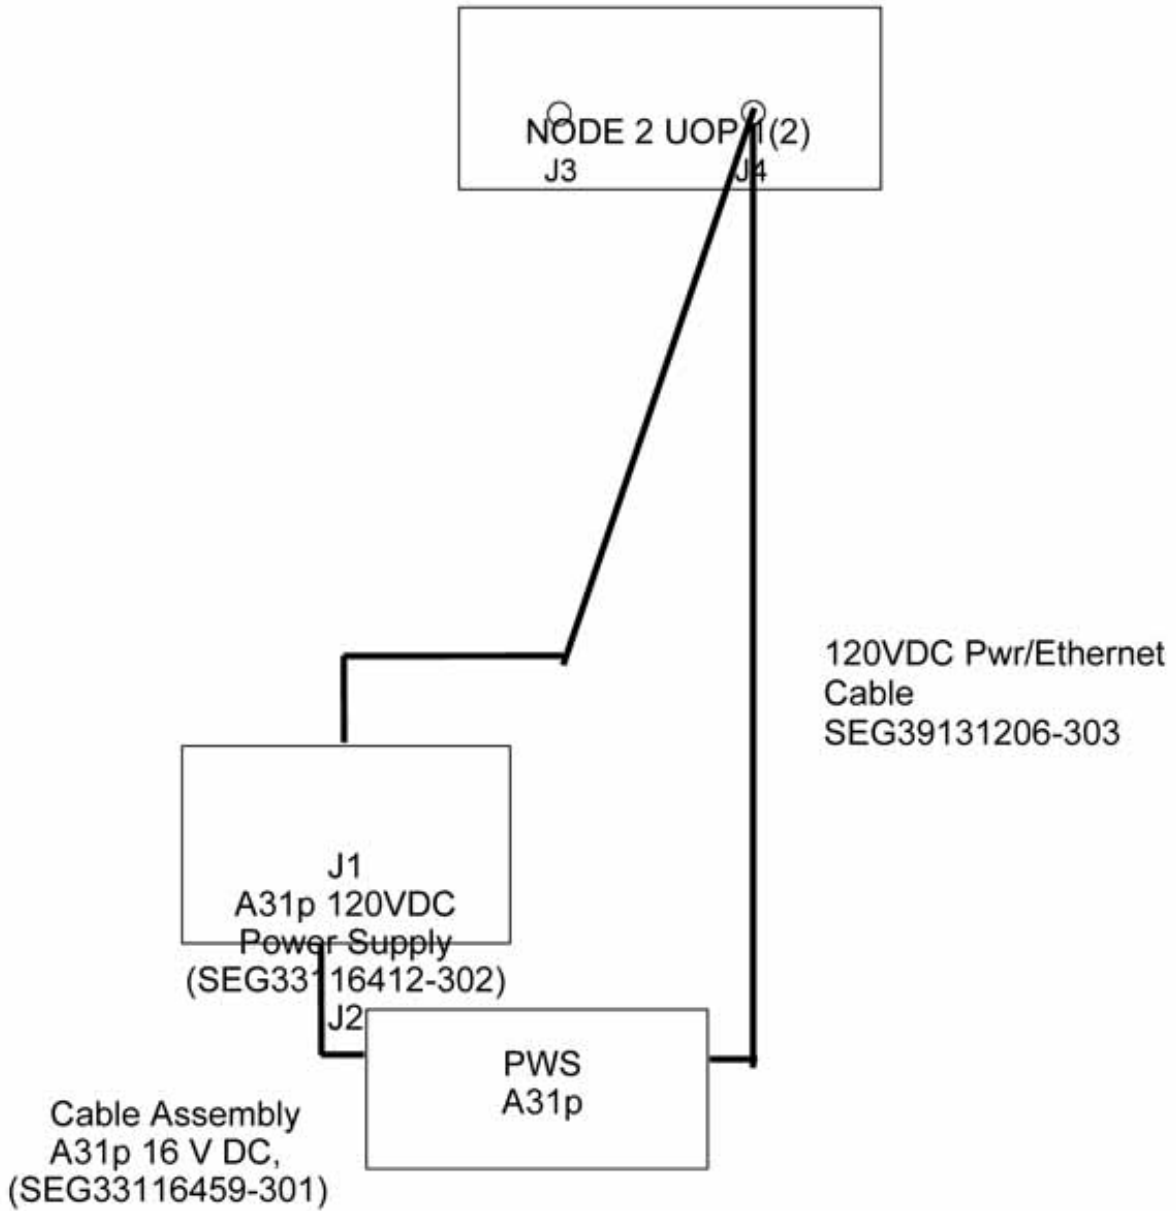 NODE 2 UOP 1(2)
J3
J4
120VDC Pwr/Ethernet
Cable
SEG39131206-303
J1
A31p 120VDC
Power Supply
(SEG33116412-302)
J2
PWS
A31p
Cable Assembly
A31p 16 V DC,
(SEG33116459-301)